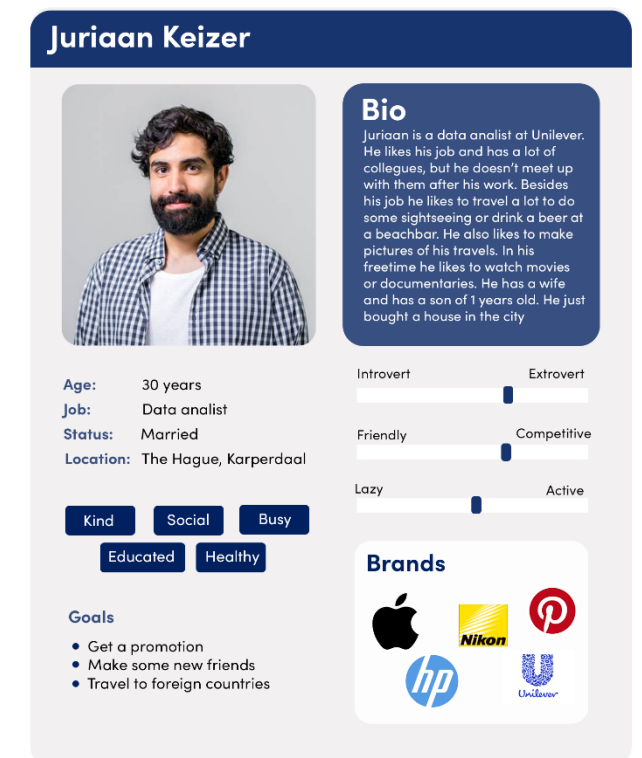 Juriaan Keizer
Bio
Juriaan is a data analist at Unilever.
He likes his job and has a lot of
collegues, but he doesn't meet up
with them after his work. Besides
his job he likes to travel a lot to do
some sightseeing or drink a beer at
a beachbar. He also likes to make
pictures of his travels. In his
freetime he likes to watch movies
or documentaries. He has a wife
and has a son of 1 years old. He just
bought a house in the city
Age: 30 years
Job: Data analist
Status: Married
Location: The Hague, Karperdaal
Kind Social Busy
Educated Healthy
Goals
• Get a promotion
• Make some new friends
• Travel to foreign countries
Introvert Extrovert
Friendly Competitive
Lazy Active
Brands
Nikon
hp
Unilever